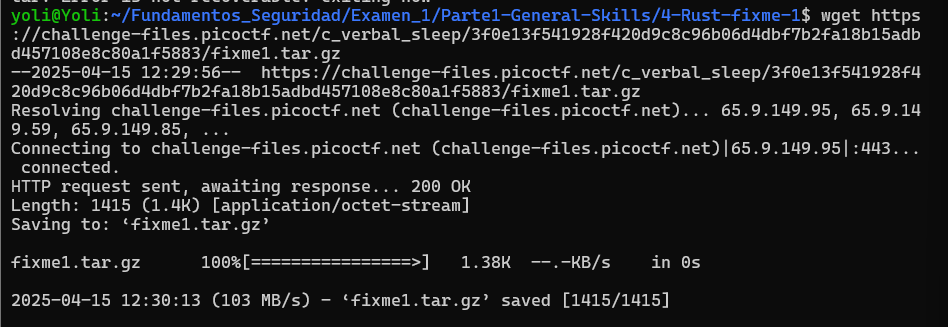 tar: Error is not recoverable: exiting now
yoli@Yoli:~/Fundamentos_Seguridad/Examen_1/Parte1-General-Skills/4-Rust-fixme-1$ wget https
://challenge-files.picoctf.net/c_verbal_sleep/3f0e13f541928f420d9c8c96b06d4dbf7b2fa18b15adb
d457108e8c80a1f5883/fixme1.tar.gz
--2025-04-15 12:29:56--  https://challenge-files.picoctf.net/c_verbal_sleep/3f0e13f541928f4
20d9c8c96b06d4dbf7b2fa18b15adbd457108e8c80a1f5883/fixme1.tar.gz
Resolving challenge-files.picoctf.net (challenge-files.picoctf.net)... 65.9.149.95, 65.9.14
9.59, 65.9.149.85, ...
Connecting to challenge-files.picoctf.net (challenge-files.picoctf.net)|65.9.149.95|:443...
 connected.
HTTP request sent, awaiting response... 200 OK
Length: 1415 (1.4K) [application/octet-stream]
Saving to: ‘fixme1.tar.gz’
fixme1.tar.gz      100%[================>]   1.38K  --.-KB/s    in 0s
2025-04-15 12:30:13 (103 MB/s) - ‘fixme1.tar.gz’ saved [1415/1415]